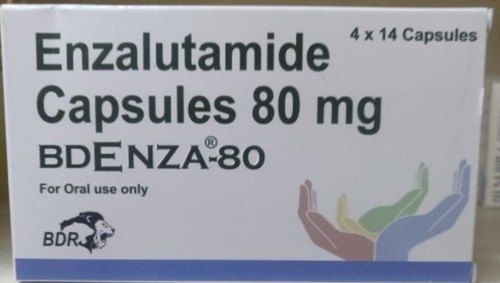 Enzalutamide
4 x 14 Capsules
Capsules 80 mg
BDENZA®-80
For Oral use only
BDR